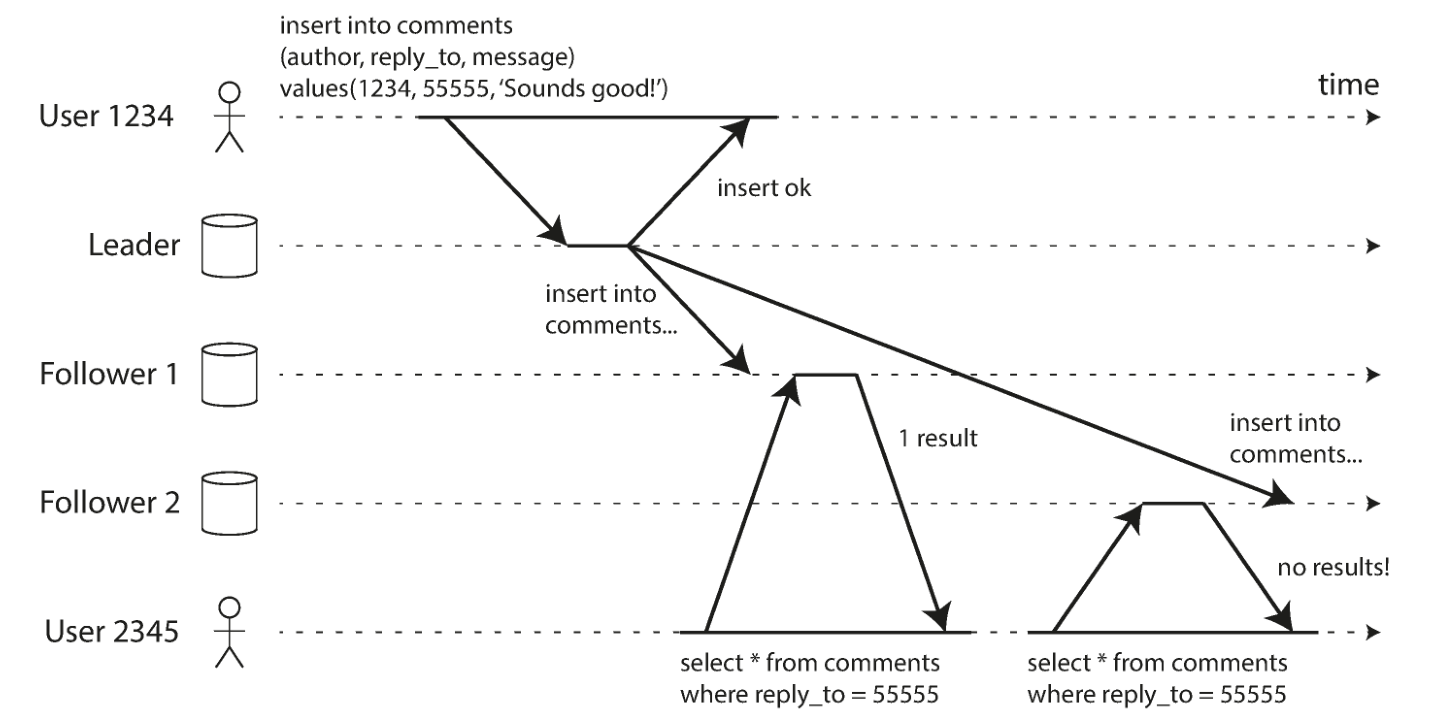 insert into comments
(author, reply_to, message)
values(1234, 55555, ‘Sounds good!’)
time
User 1234
insert ok
Leader
insert into
comments...
Follower 1
1 result
insert into
comments...
Follower 2
no results!
User 2345
select * from comments
where reply_to = 55555
select * from comments
where reply_to = 55555